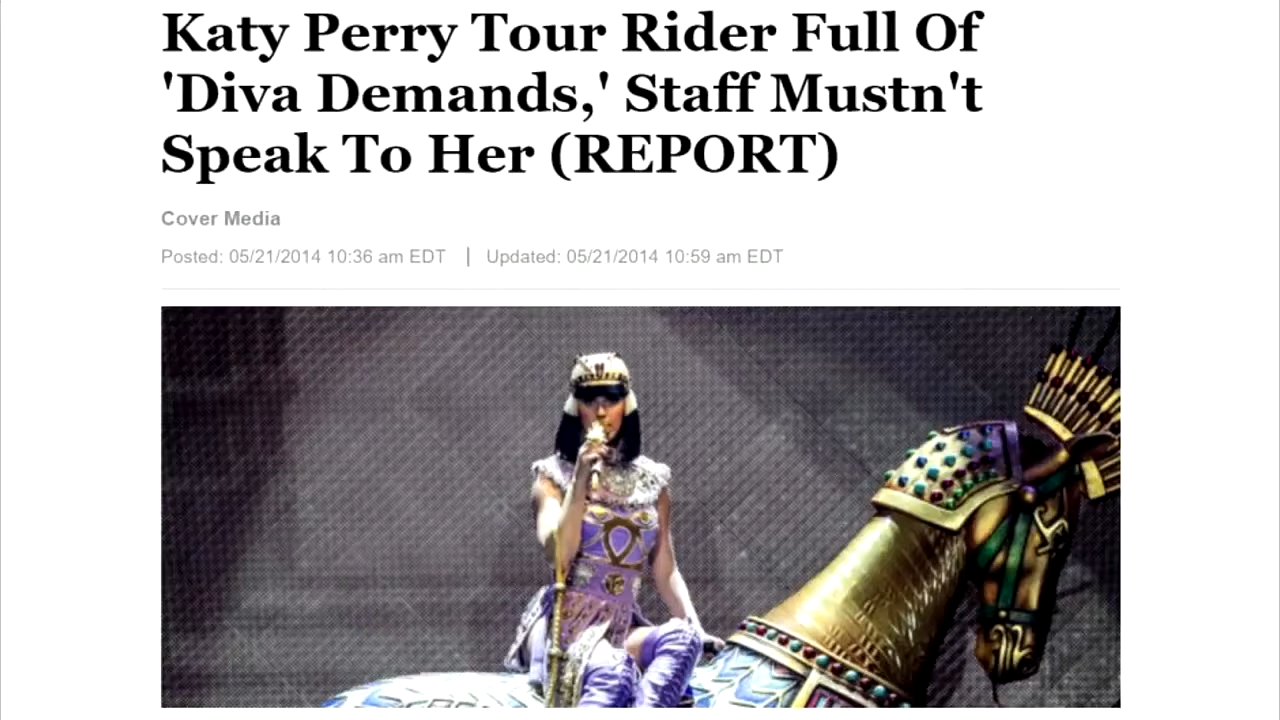 Katy Perry Tour Rider Full Of
'Diva Demands,' Staff Mustn't
Speak To Her (REPORT)
Cover Media
Posted: 05/21/2014 10:36 am EDT | Updated: 05/21/2014 10:59 am EDT